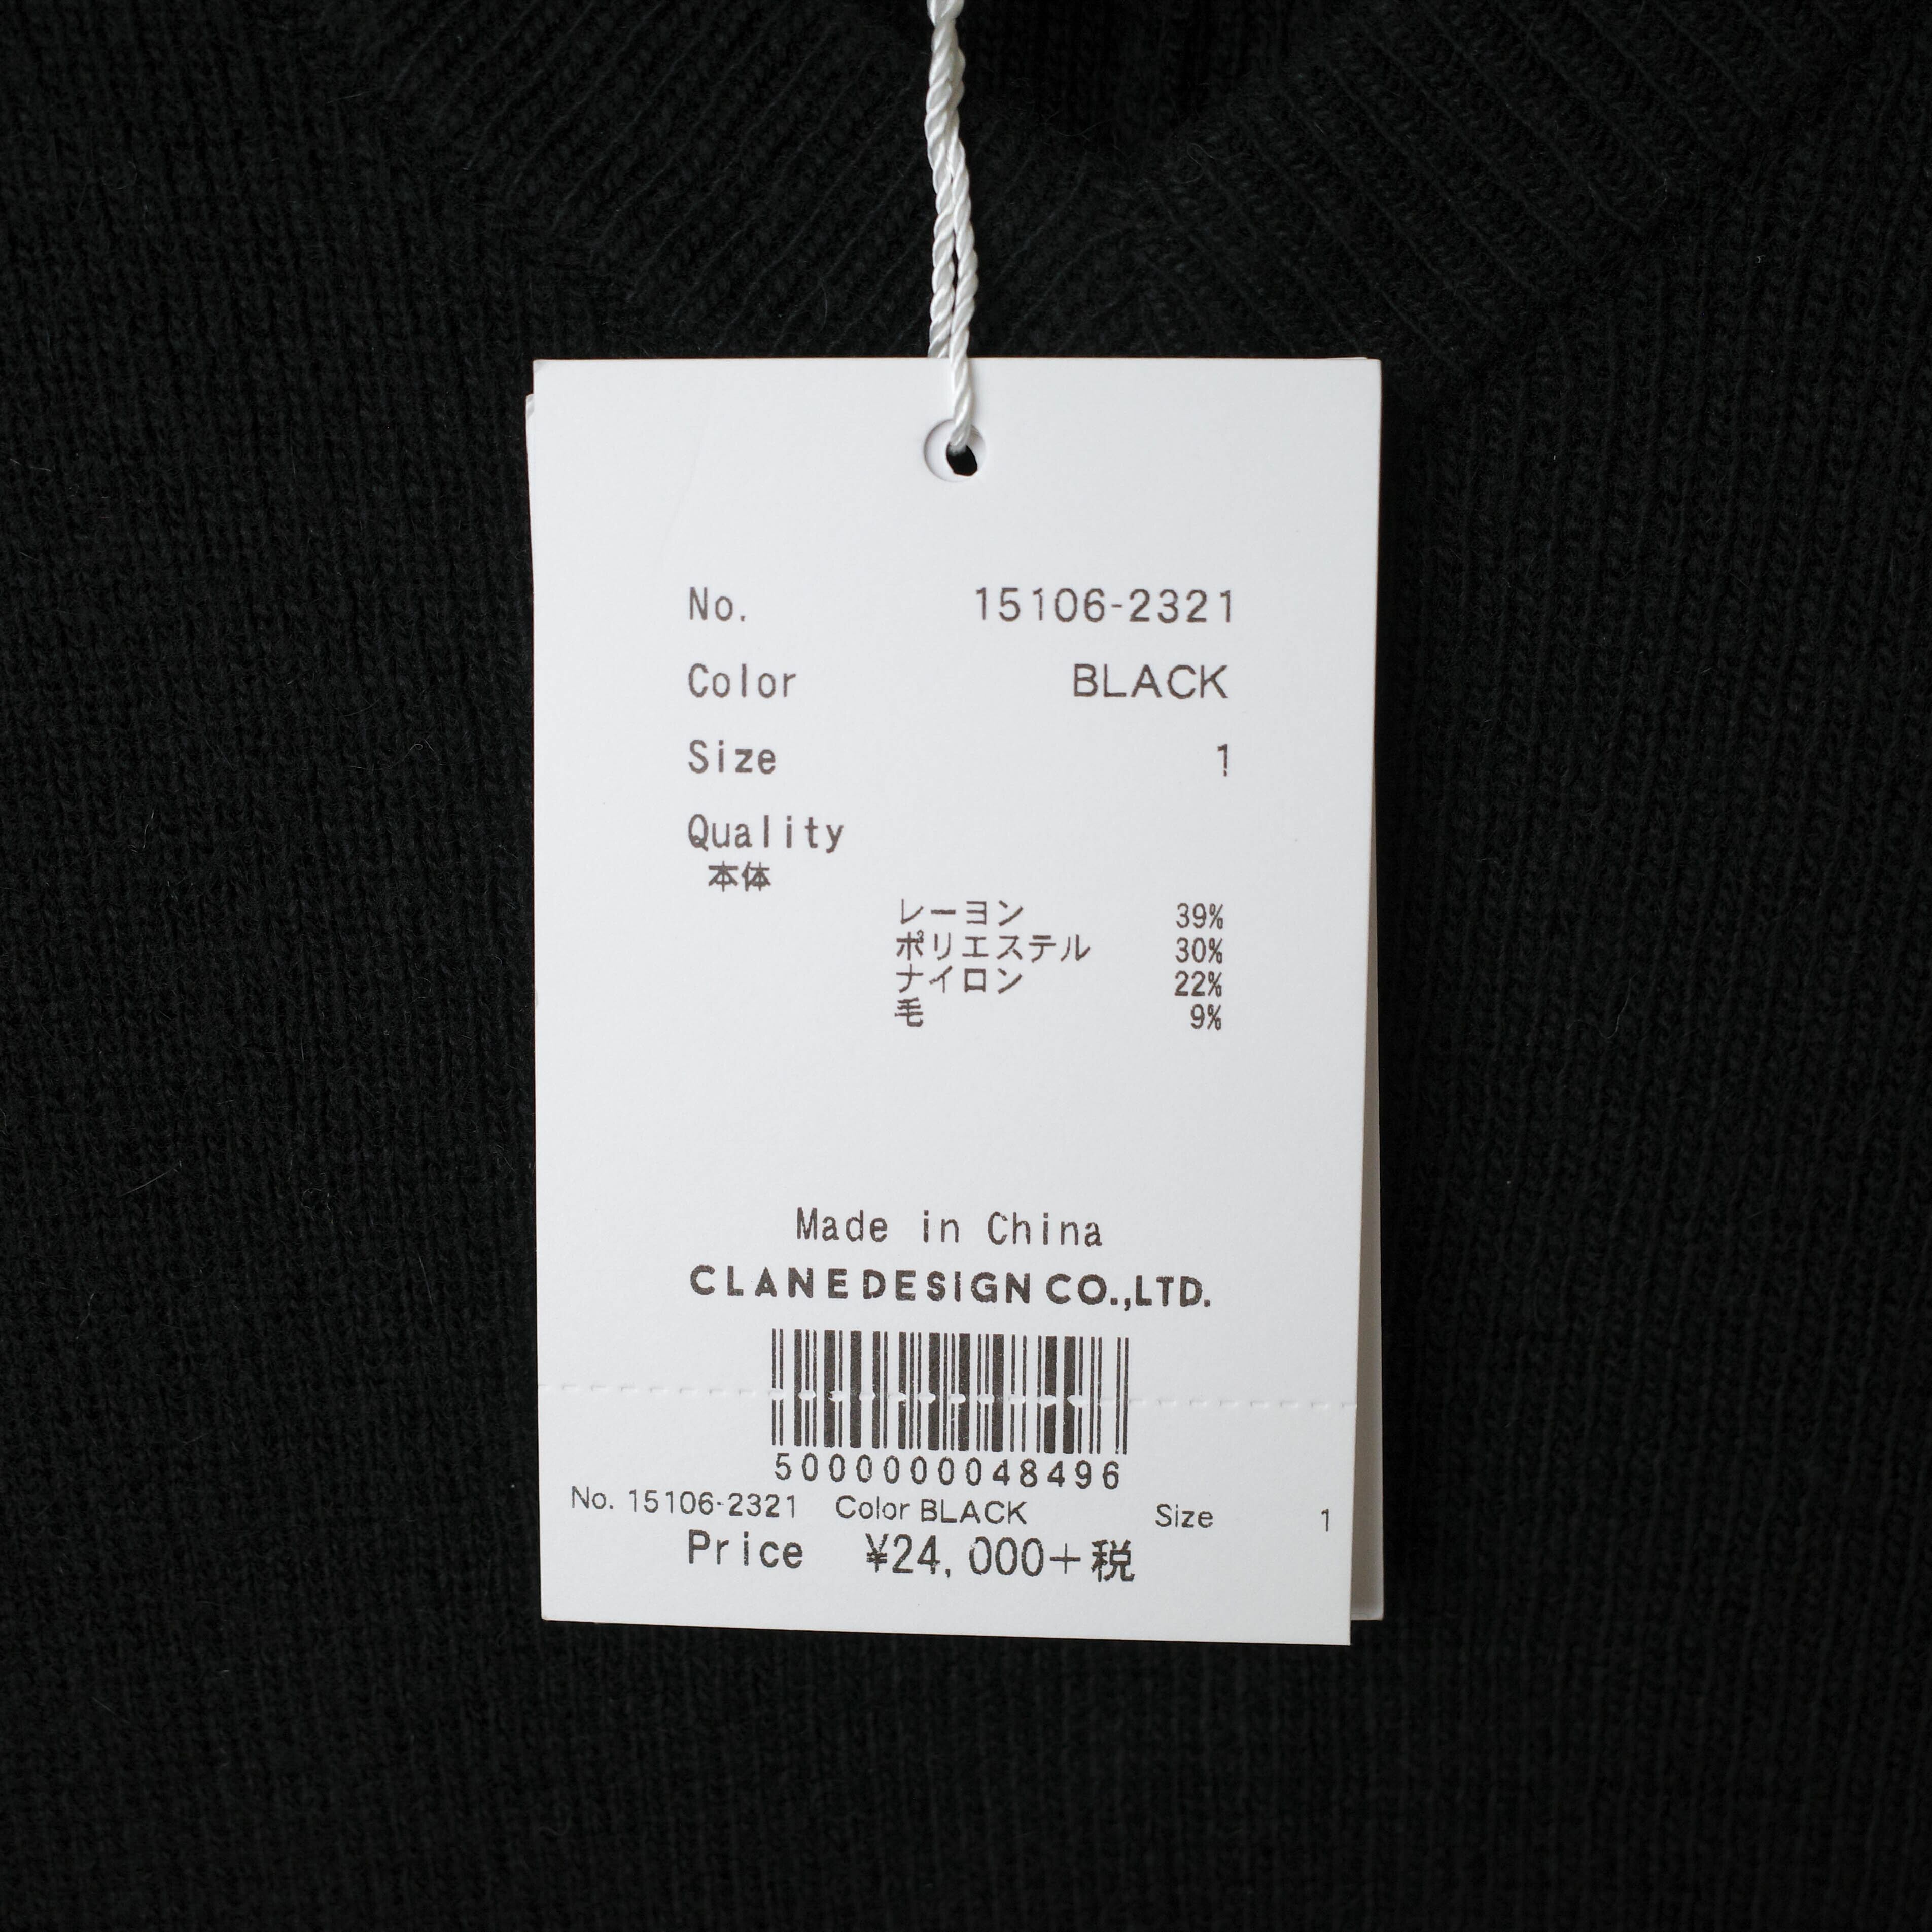 No. 15106-2321
Color BLACK
Size 1
Quality
本体
レーヨン 39%
ポリエステル 30%
ナイロン 22%
毛 9%
Made in China
CLANE DESIGN CO.,LTD.
5000000048496
No. 15106-2321 Color BLACK Size 1
Price ¥24,000+税